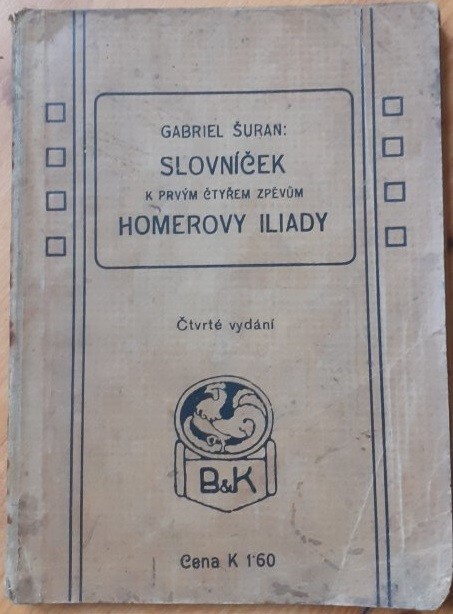 GABRIEL ŠURAN:
SLOVNÍČEK
K PRVÝM ČTYŘEM ZPĚVŮM
HOMEROVY ILIADY
Čtvrté vydání
B&K
Cena K 1·60